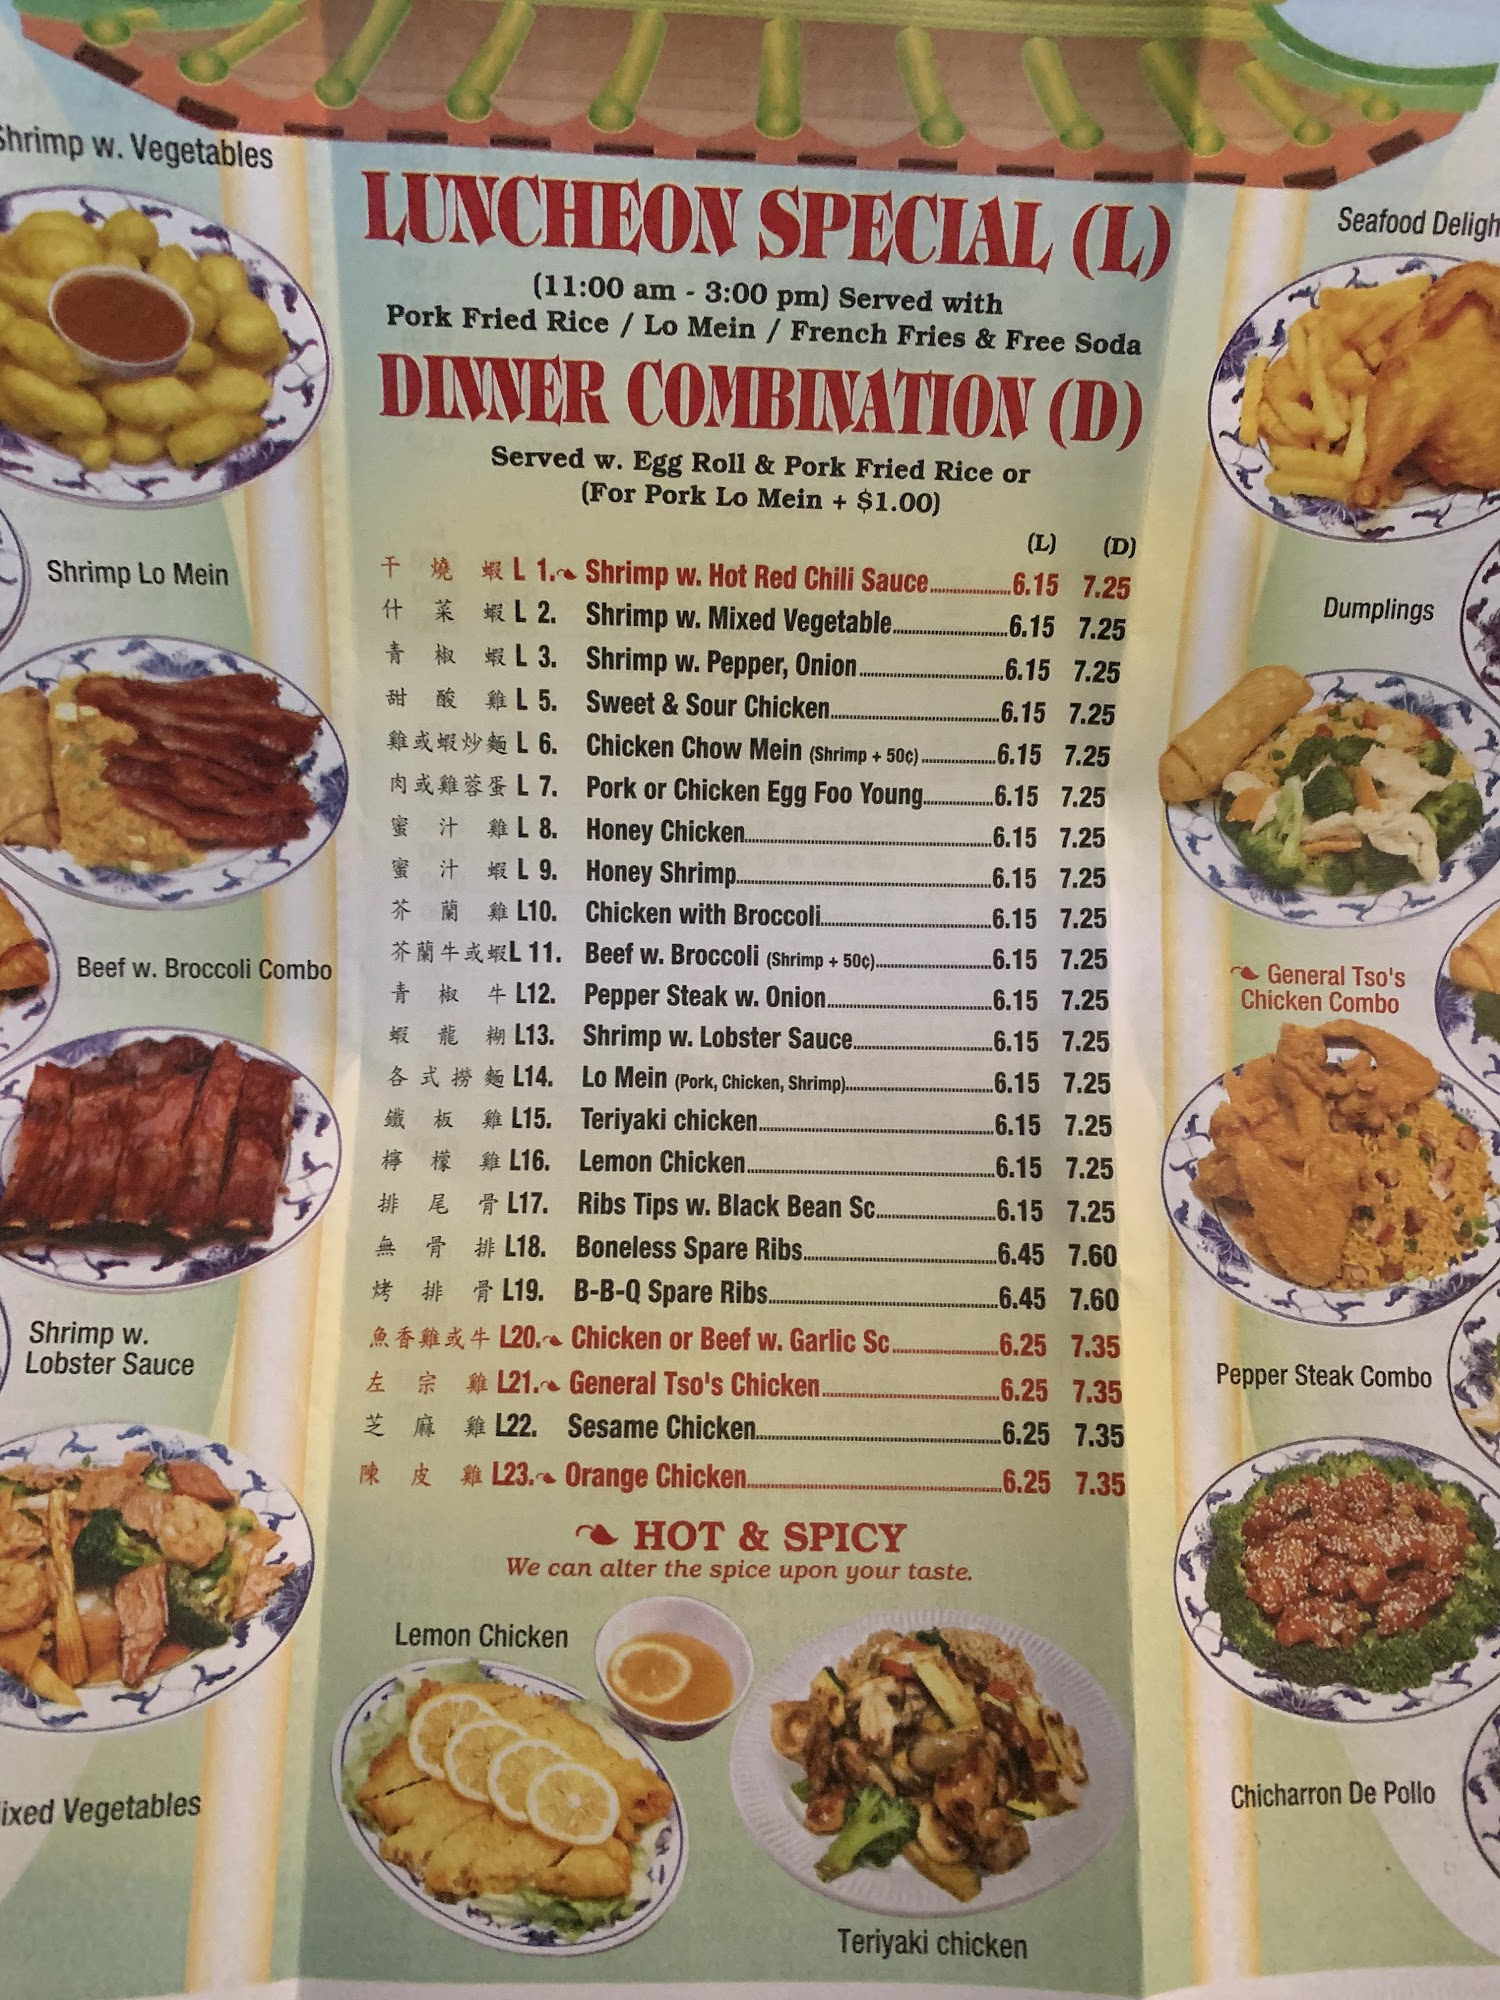 Shrimp w. Vegetables
Shrimp Lo Mein
Beef w. Broccoli Combo
Shrimp w.
Lobster Sauce
Vegetables
LUNCHEON SPECIAL (L)
(11:00 am - 3:00 pm) Served with
Pork Fried Rice / Lo Mein / French Fries & Free Soda
DINNER COMBINATION (D)
Served w. Egg Roll & Pork Fried Rice or
(For Pork Lo Mein + $1.00)
(L) (D)
干燒蝦 L 1. Shrimp w. Hot Red Chili Sauce 6.15 7.25
什菜蝦 L 2. Shrimp w. Mixed Vegetable 6.15 7.25
青椒蝦 L 3. Shrimp w. Pepper, Onion 6.15 7.25
甜酸雞 L 5. Sweet & Sour Chicken 6.15 7.25
雞或蝦炒麵 L 6. Chicken Chow Mein (Shrimp + 50¢) 6.15 7.25
肉或雞蓉蛋 L 7. Pork or Chicken Egg Foo Young 6.15 7.25
蜜汁雞 L 8. Honey Chicken 6.15 7.25
蜜汁蝦 L 9. Honey Shrimp 6.15 7.25
芥蘭雞 L10. Chicken with Broccoli 6.15 7.25
芥蘭牛或蝦 L 11. Beef w. Broccoli (Shrimp + 50¢) 6.15 7.25
青椒牛 L12. Pepper Steak w. Onion 6.15 7.25
蝦龍糊 L13. Shrimp w. Lobster Sauce 6.15 7.25
各式撈麵 L14. Lo Mein (Pork, Chicken, Shrimp) 6.15 7.25
鐵板雞 L15. Teriyaki chicken 6.15 7.25
檸檬雞 L16. Lemon Chicken 6.15 7.25
排尾骨 L17. Ribs Tips w. Black Bean Sc 6.15 7.25
無骨排 L18. Boneless Spare Ribs 6.45 7.60
烤排骨 L19. B-B-Q Spare Ribs 6.45 7.60
魚香雞或牛 L20. Chicken or Beef w. Garlic Sc 6.25 7.35
左宗雞 L21. General Tso's Chicken 6.25 7.35
芝麻雞 L22. Sesame Chicken 6.25 7.35
陳皮雞 L23. Orange Chicken 6.25 7.35
HOT & SPICY
We can alter the spice upon your taste.
Lemon Chicken
Teriyaki chicken
Seafood Deligh
Dumplings
General Tso's
Chicken Combo
Pepper Steak Combo
Chicharron De Pollo